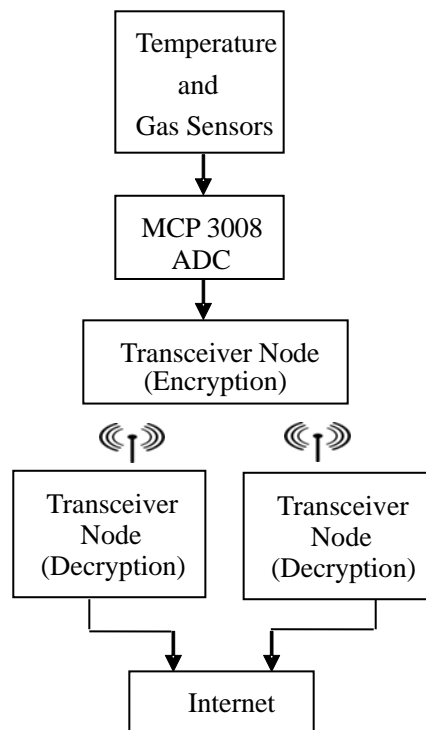 Temperature
and
Gas Sensors
MCP 3008
ADC
Transceiver Node
(Encryption)
Transceiver
Node
(Decryption)
Transceiver
Node
(Decryption)
Internet